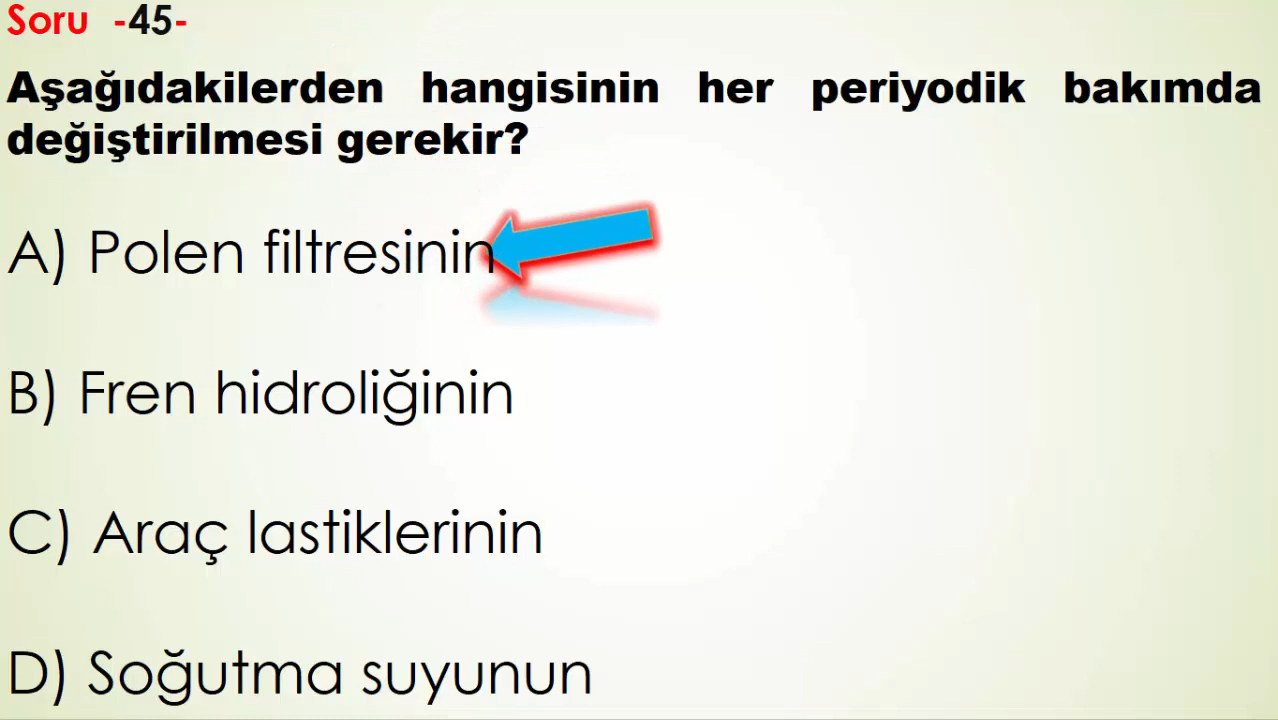 Soru -45-
Aşağıdakilerden hangisinin her periyodik bakımda
değiştirilmesi gerekir?
A) Polen filtresinin
B) Fren hidroliğinin
C) Araç lastiklerinin
D) Soğutma suyunun